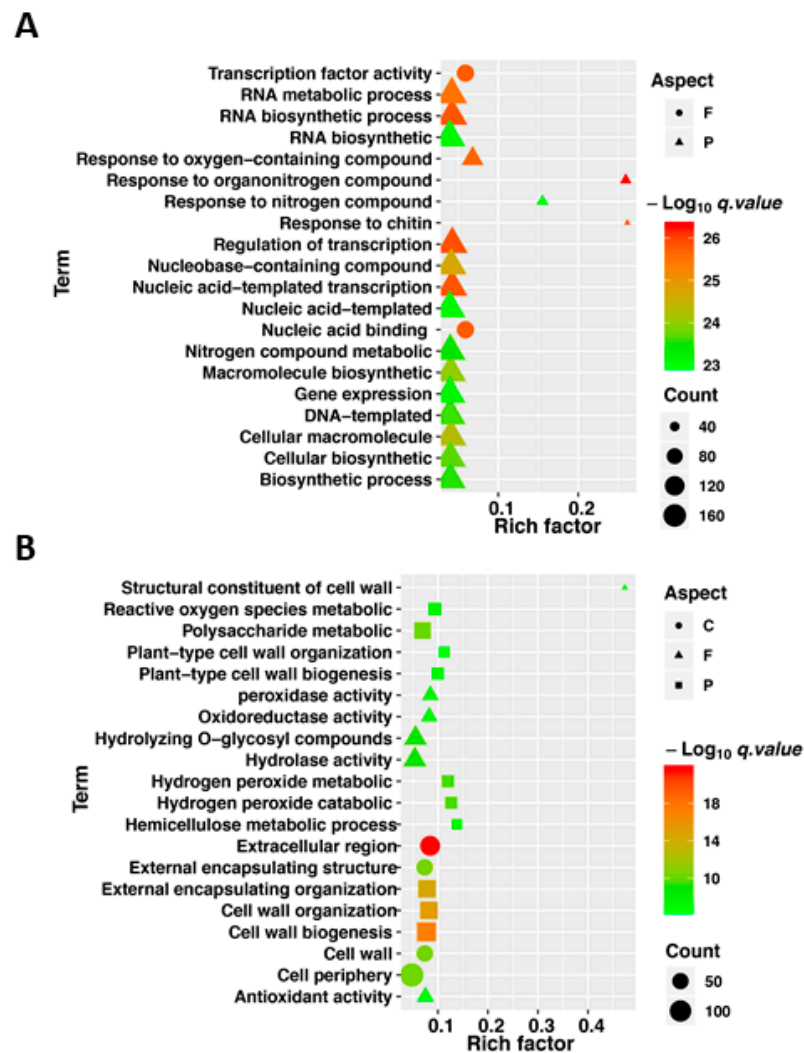 A
Transcription factor activity
RNA metabolic process
RNA biosynthetic process
RNA biosynthetic
Response to oxygen-containing compound
Response to organonitrogen compound
Response to nitrogen compound
Response to chitin
Regulation of transcription
Nucleobase-containing compound
Nucleic acid-templated transcription
Nucleic acid-templated
Nucleic acid binding
Nitrogen compound metabolic
Macromolecule biosynthetic
Gene expression
DNA-templated
Cellular macromolecule
Cellular biosynthetic
Biosynthetic process
Term
0.1 0.2
Rich factor
Aspect
F
P
– Log10 q.value
26
25
24
23
Count
40
80
120
160
B
Structural constituent of cell wall
Reactive oxygen species metabolic
Polysaccharide metabolic
Plant-type cell wall organization
Plant-type cell wall biogenesis
peroxidase activity
Oxidoreductase activity
Hydrolyzing O-glycosyl compounds
Hydrolase activity
Hydrogen peroxide metabolic
Hydrogen peroxide catabolic
Hemicellulose metabolic process
Extracellular region
External encapsulating structure
External encapsulating organization
Cell wall organization
Cell wall biogenesis
Cell wall
Cell periphery
Antioxidant activity
Term
0.1 0.2 0.3 0.4
Rich factor
Aspect
C
F
P
– Log10 q.value
18
14
10
Count
50
100